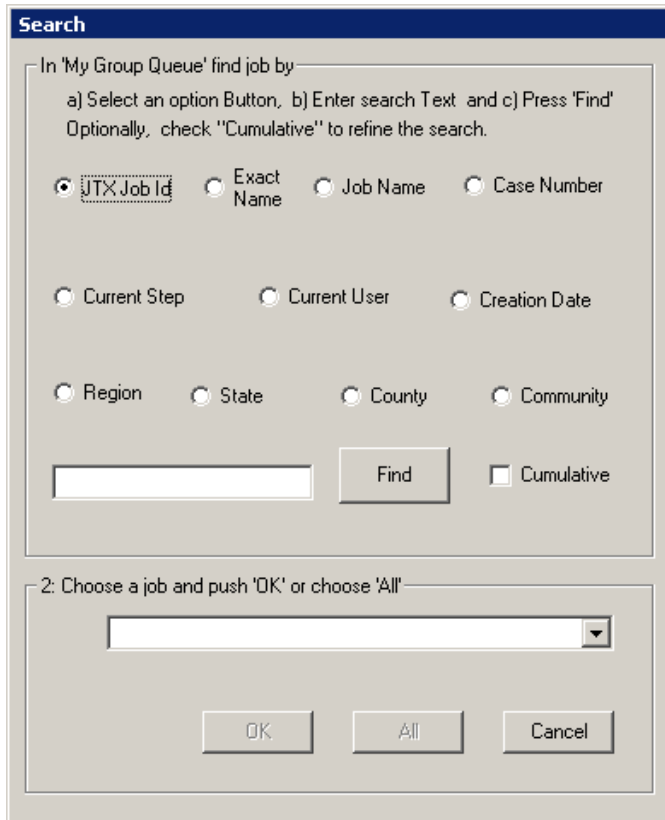 Search
In 'My Group Queue' find job by
a) Select an option Button, b) Enter search Text and c) Press 'Find'
Optionally, check "Cumulative" to refine the search.
JTX Job Id
Exact
Name
Job Name
Case Number
Current Step
Current User
Creation Date
Region
State
County
Community
Find
Cumulative
2: Choose a job and push 'OK' or choose 'All'
OK
All
Cancel